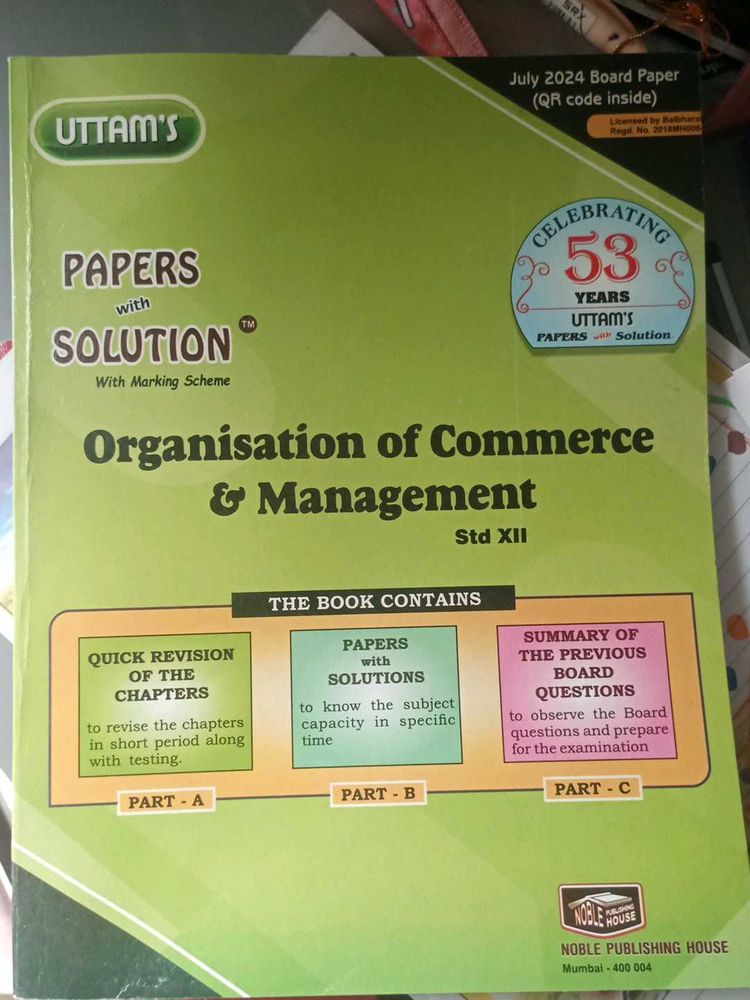 July 2024 Board Paper
(QR code inside)
Licensed by
Regd. No.
UTTAM'S
CELEBRATING
53
YEARS
UTTAM'S
PAPERS with Solution
PAPERS
with
SOLUTION TM
With Marking Scheme
Organisation of Commerce
& Management
Std XII
THE BOOK CONTAINS
QUICK REVISION
OF THE
CHAPTERS
to revise the chapters
in short period along
with testing.
PART - A
PAPERS
with
SOLUTIONS
to know the subject
capacity in specific
time
PART - B
SUMMARY OF
THE PREVIOUS
BOARD
QUESTIONS
to observe the Board
questions and prepare
for the examination
PART - C
NOBLE PUBLISHING
HOUSE
NOBLE PUBLISHING HOUSE
Mumbai - 400 004
SRX